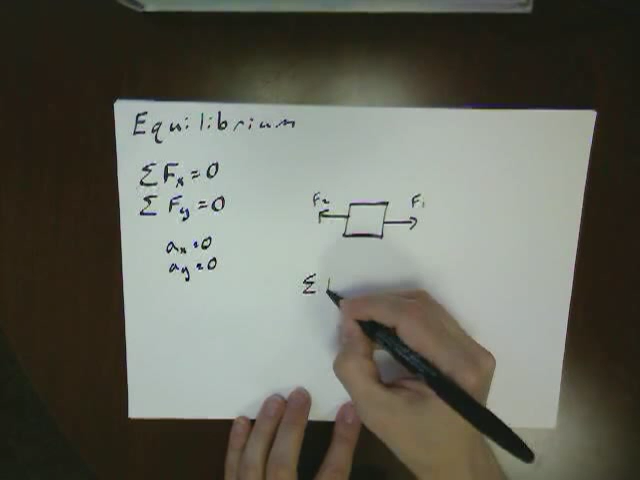 Equilibrium
ΣFx=0
ΣFy=0
ax=0
ay=0
F2 F1
Σ